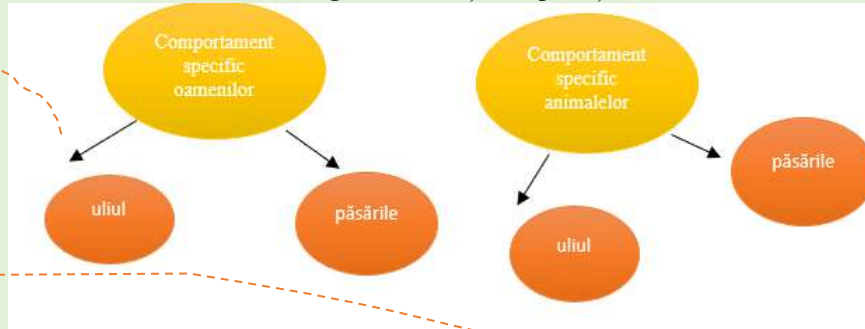 Comportament
specific
oamenilor
uliul
păsările
Comportament
specific
animalelor
uliul
păsările